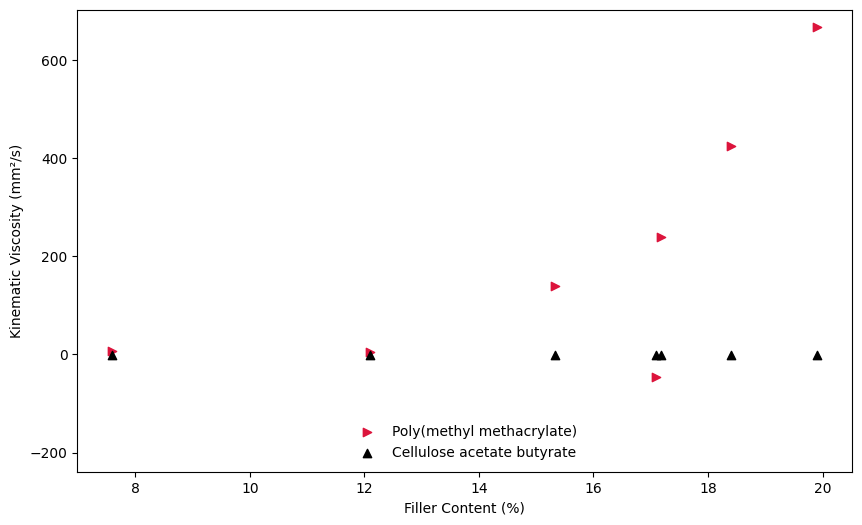 600
400
200
0
−200
Kinematic Viscosity (mm²/s)
Poly(methyl methacrylate)
Cellulose acetate butyrate
8 10 12 14 16 18 20
Filler Content (%)